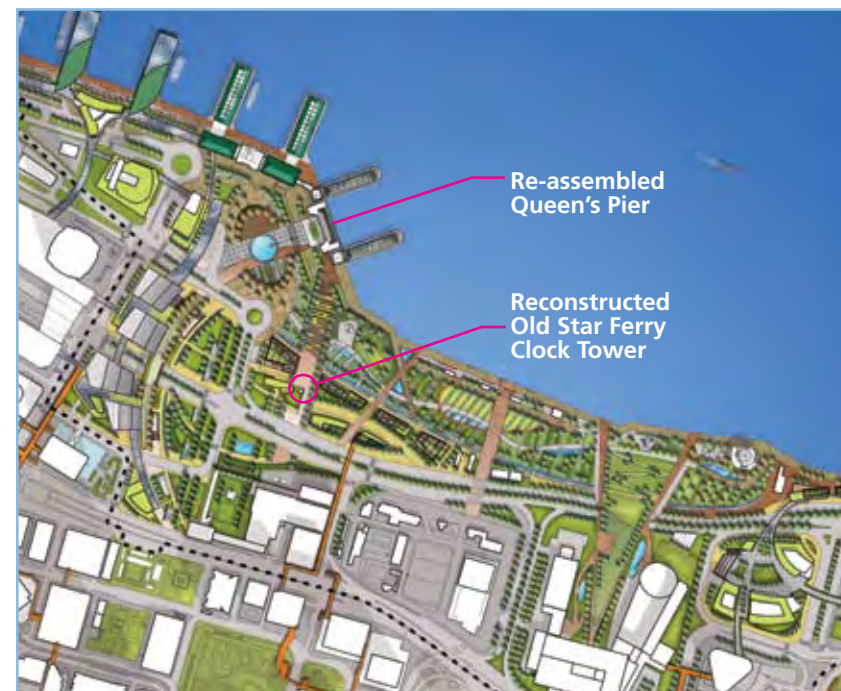 Re-assembled
Queen's Pier
Reconstructed
Old Star Ferry
Clock Tower